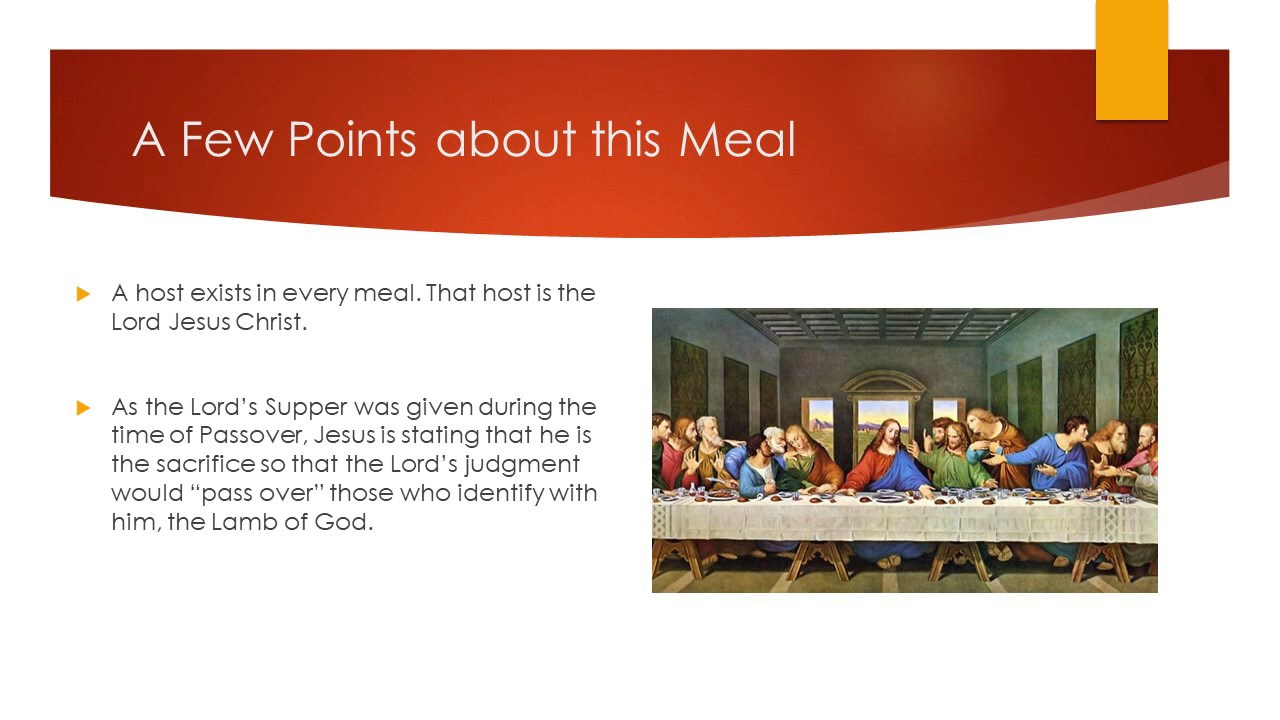 A Few Points about this Meal
A host exists in every meal. That host is the
Lord Jesus Christ.
As the Lord’s Supper was given during the
time of Passover, Jesus is stating that he is
the sacrifice so that the Lord’s judgment
would “pass over” those who identify with
him, the Lamb of God.